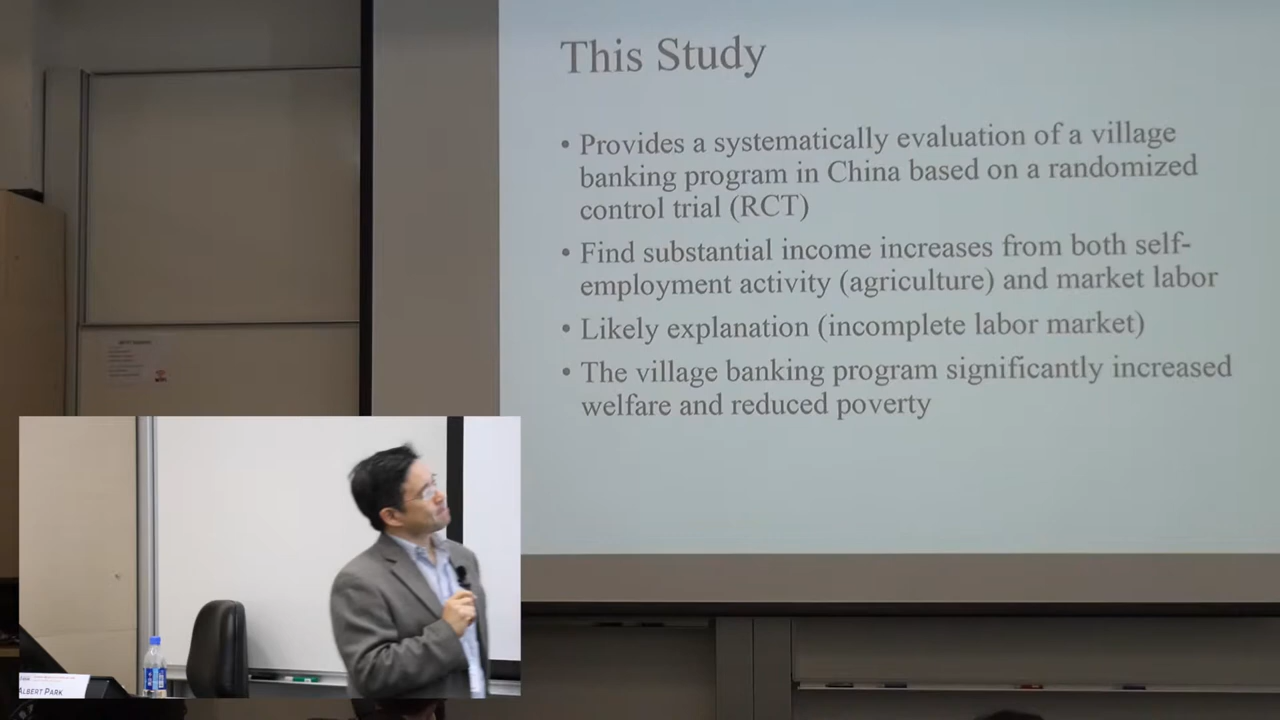 This Study
• Provides a systematically evaluation of a village
banking program in China based on a randomized
control trial (RCT)
• Find substantial income increases from both self-
employment activity (agriculture) and market labor
• Likely explanation (incomplete labor market)
• The village banking program significantly increased
welfare and reduced poverty
ALBERT PARK